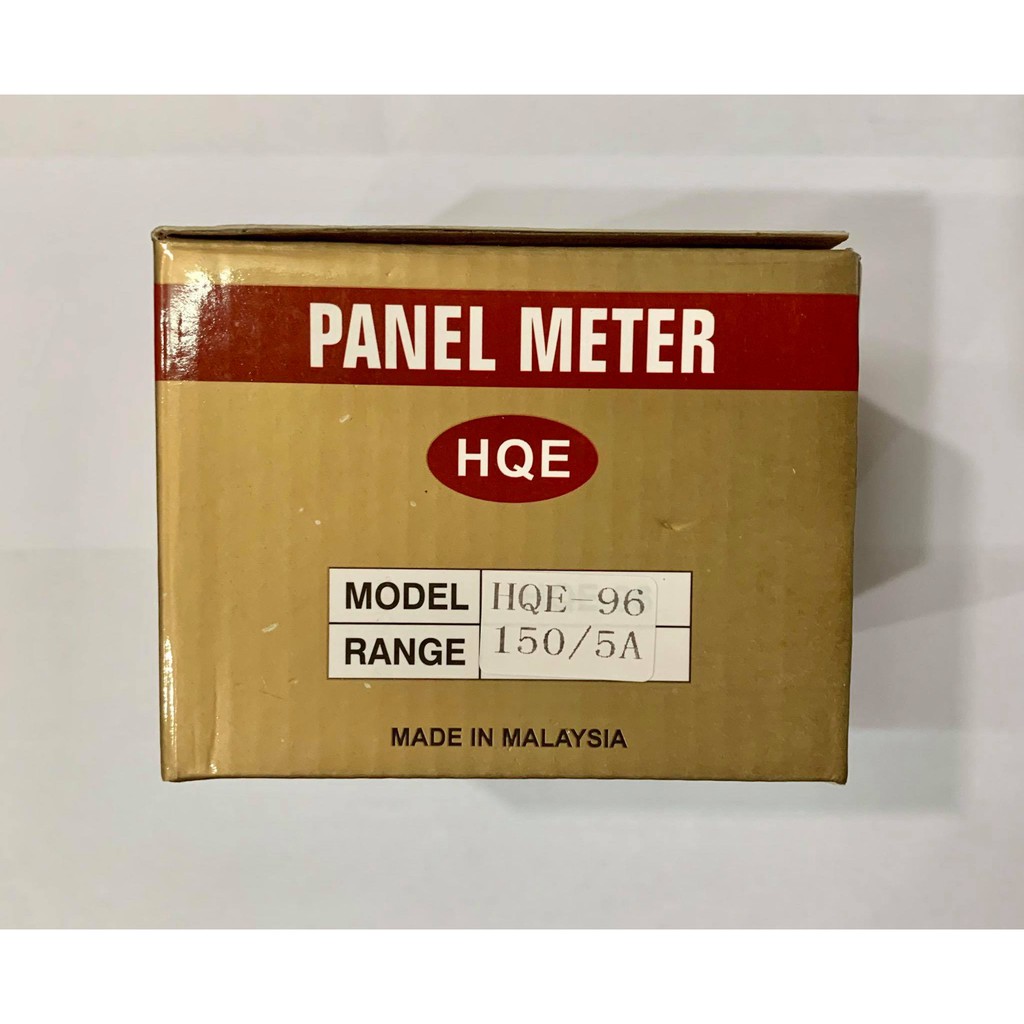 PANEL METER
HQE
MODEL HQE-96
RANGE 150/5A
MADE IN MALAYSIA